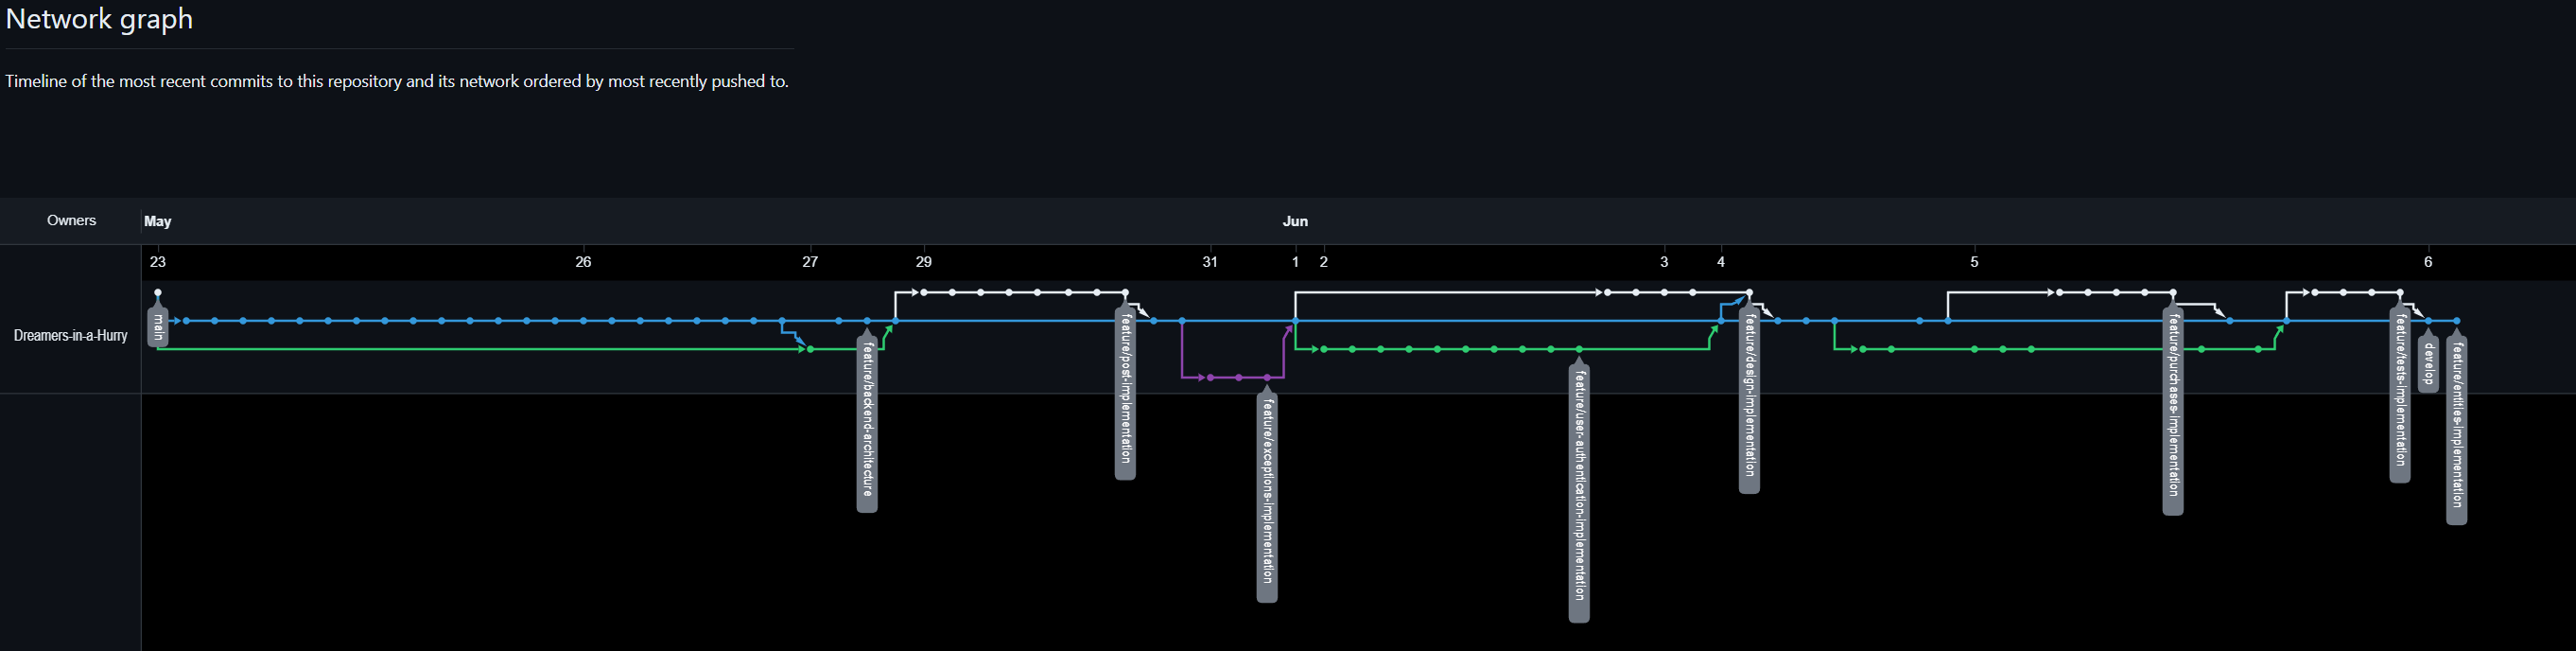 Network graph
Timeline of the most recent commits to this repository and its network ordered by most recently pushed to.
Owners
May
Jun
23
26
27
29
31
1
2
3
4
5
6
Dreamers-in-a-Hurry
main
feature/backend-architecture
feature/post-implementation
feature/exceptions-implementation
feature/user-authentication-implementation
feature/design-implementation
feature/purchases-implementation
feature/tests-implementation
develop
feature/entities-implementation